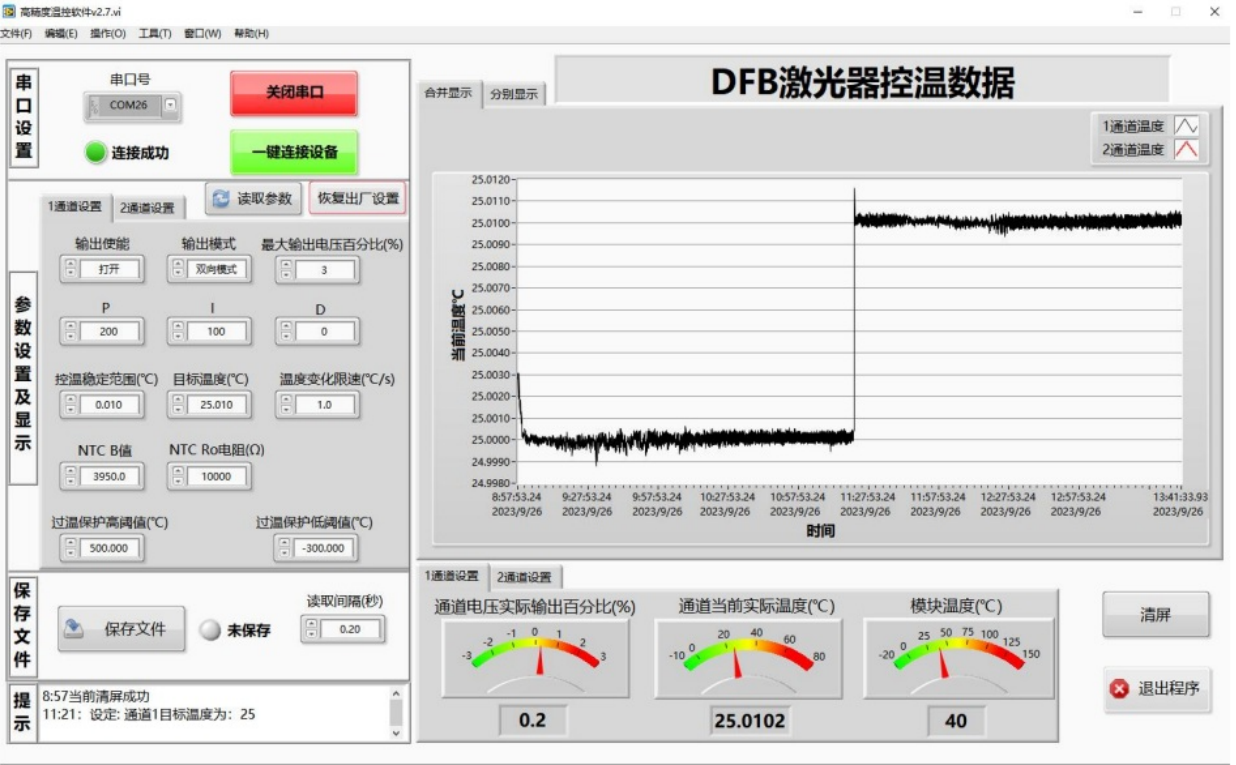 高精度温控软件v2.7.vi
文件(F) 编辑(E) 操作(O) 工具(T) 窗口(W) 帮助(H)
串口设置
串口号
COM26
关闭串口
连接成功
一键连接设备
参数设置及显示
1通道设置 2通道设置
读取参数
恢复出厂设置
输出使能 输出模式 最大输出电压百分比(%)
打开 双向模式 3
P I D
200 100 0
控温稳定范围(℃) 目标温度(℃) 温度变化限速(℃/s)
0.010 25.010 1.0
NTC B值 NTC Ro电阻(Ω)
3950.0 10000
过温保护高阈值(℃) 过温保护低阈值(℃)
500.000 -300.000
保存文件
保存文件
未保存
读取间隔(秒)
0.20
提示
8:57当前清屏成功
11:21：设定: 通道1目标温度为：25
DFB激光器控温数据
合并显示 分别显示
1通道温度
2通道温度
当前温度℃
25.0120
25.0110
25.0100
25.0090
25.0080
25.0070
25.0060
25.0050
25.0040
25.0030
25.0020
25.0010
25.0000
24.9990
24.9980
8:57:53.24 9:27:53.24 9:57:53.24 10:27:53.24 10:57:53.24 11:27:53.24 11:57:53.24 12:27:53.24 12:57:53.24 13:41:33.93
2023/9/26 2023/9/26 2023/9/26 2023/9/26 2023/9/26 2023/9/26 2023/9/26 2023/9/26 2023/9/26 2023/9/26
时间
1通道设置 2通道设置
通道电压实际输出百分比(%) 通道当前实际温度(℃) 模块温度(℃)
-3 -2 -1 0 1 2 3
-10 0 20 40 60 80
-20 0 25 50 75 100 125 150
0.2 25.0102 40
清屏
退出程序